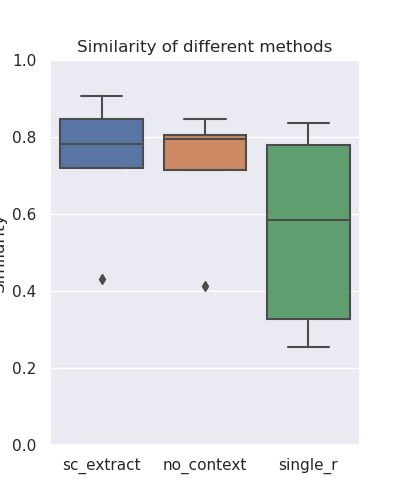 Similarity of different methods
1.0
0.8
0.6
0.4
0.2
0.0
Similarity
sc_extract
no_context
single_r